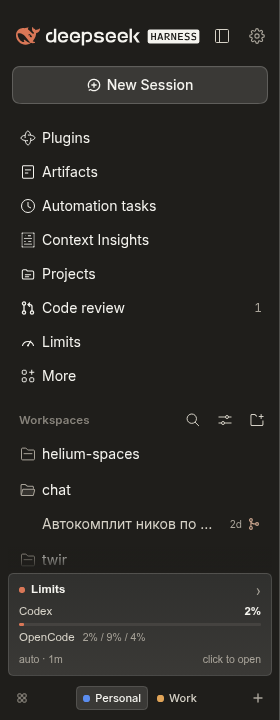 deepseek HARNESS
New Session
Plugins
Artifacts
Automation tasks
Context Insights
Projects
Code review 1
Limits
More
Workspaces
helium-spaces
chat
Автокомплит ников по ... 2d
twir
Limits
Codex 2%
OpenCode 2% / 9% / 4%
auto · 1m click to open
Personal Work